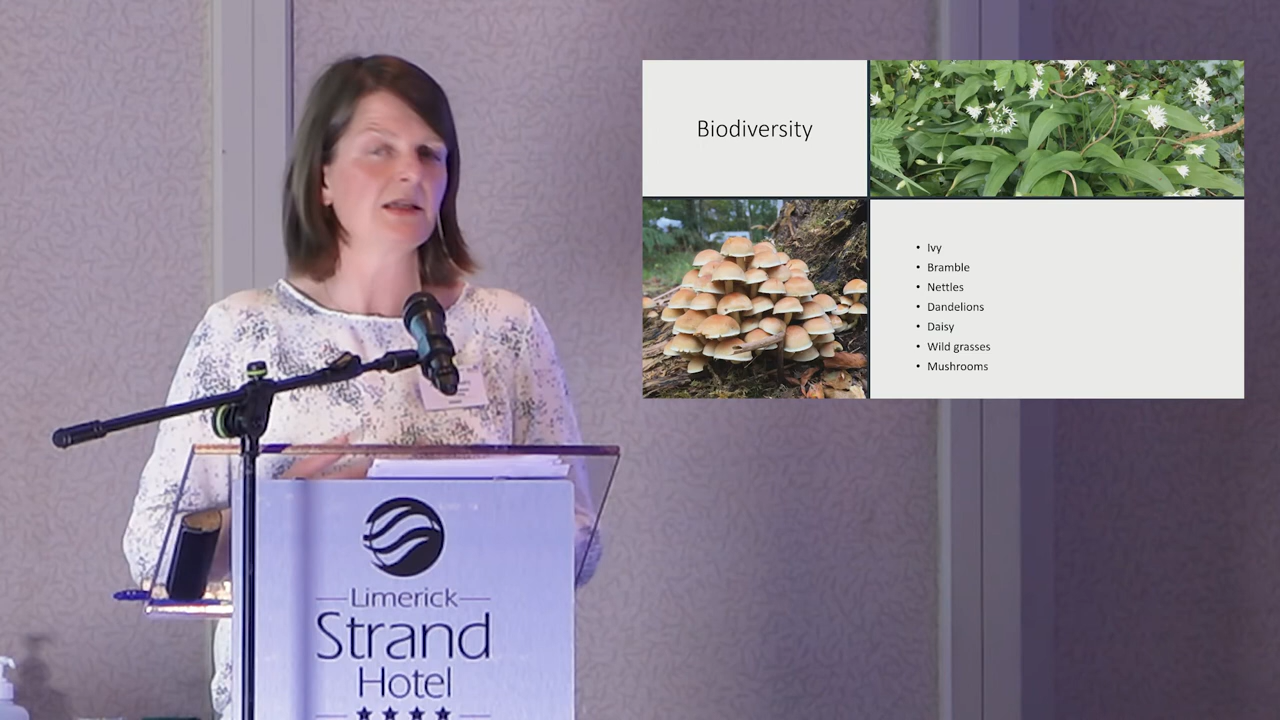 Biodiversity
• Ivy
• Bramble
• Nettles
• Dandelions
• Daisy
• Wild grasses
• Mushrooms
Limerick
Strand
Hotel